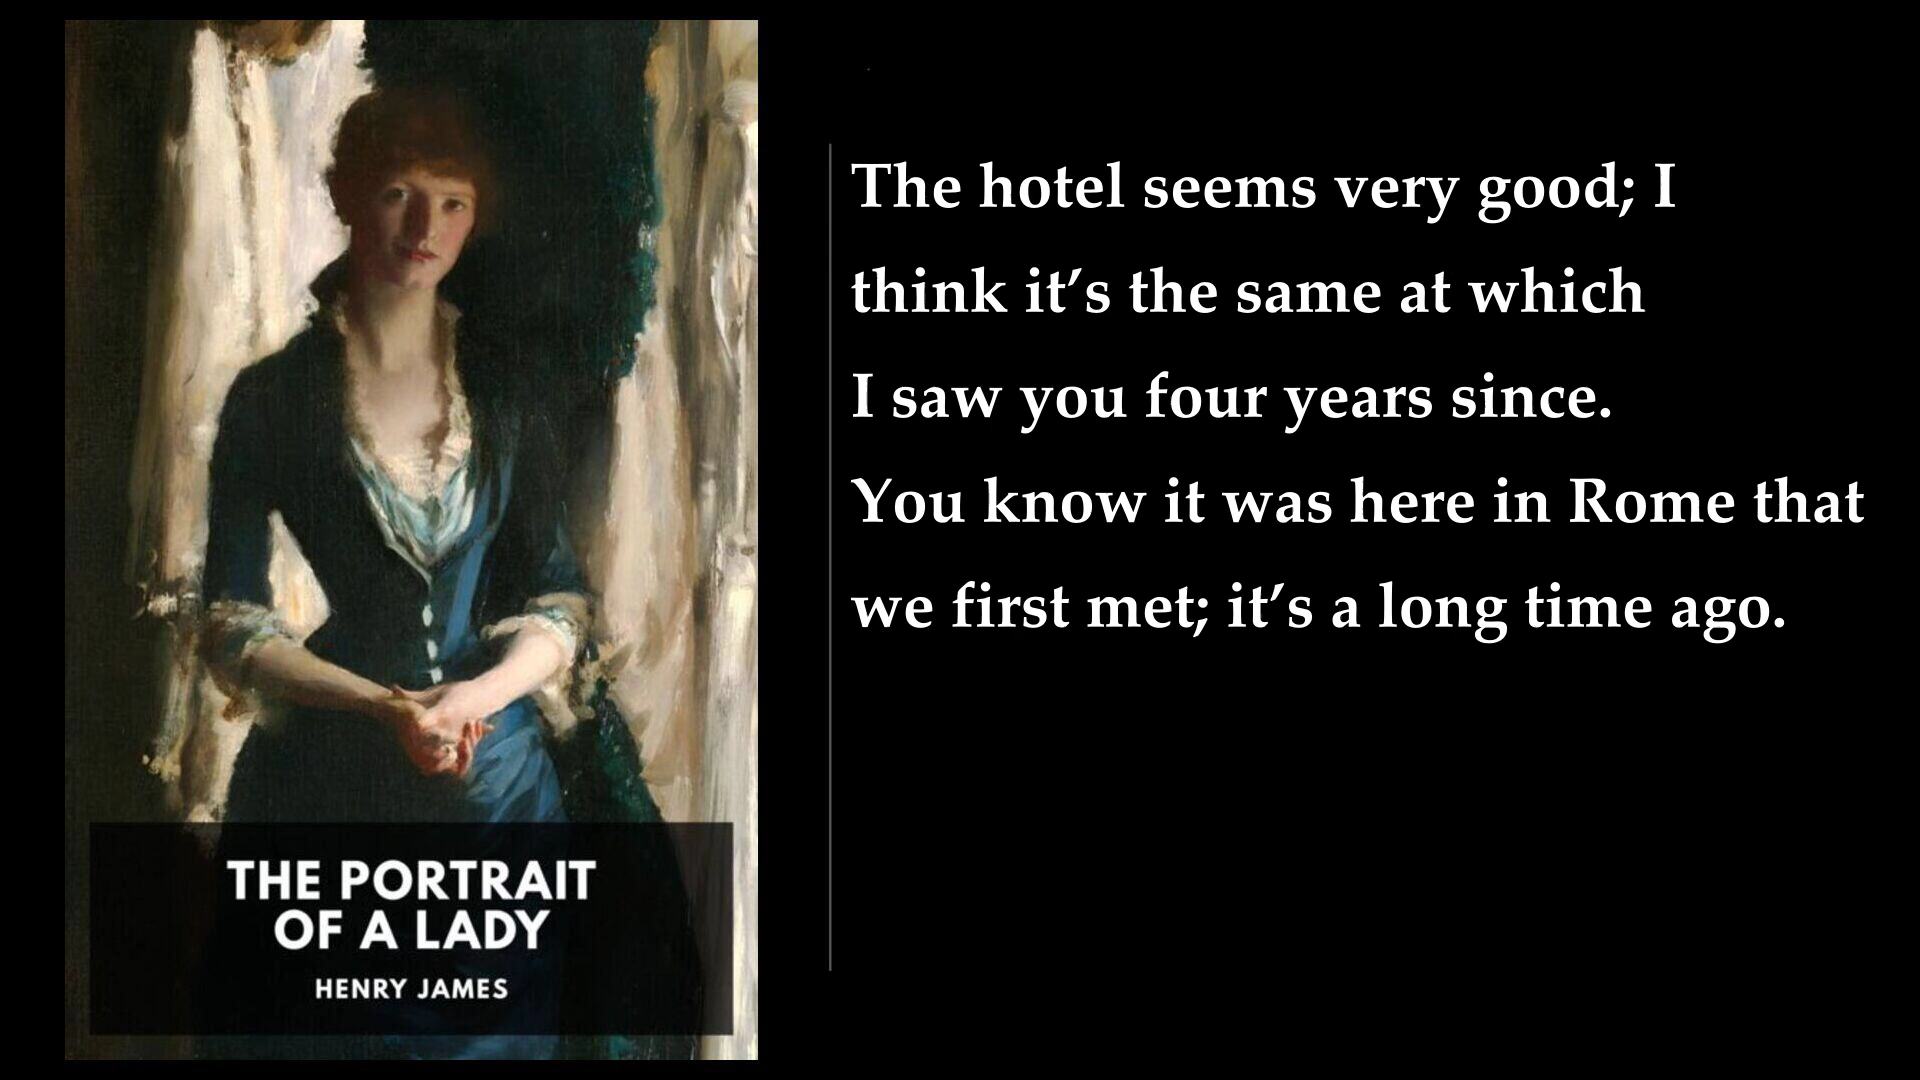 The hotel seems very good; I
think it’s the same at which
I saw you four years since.
You know it was here in Rome that
we first met; it’s a long time ago.
THE PORTRAIT
OF A LADY
HENRY JAMES